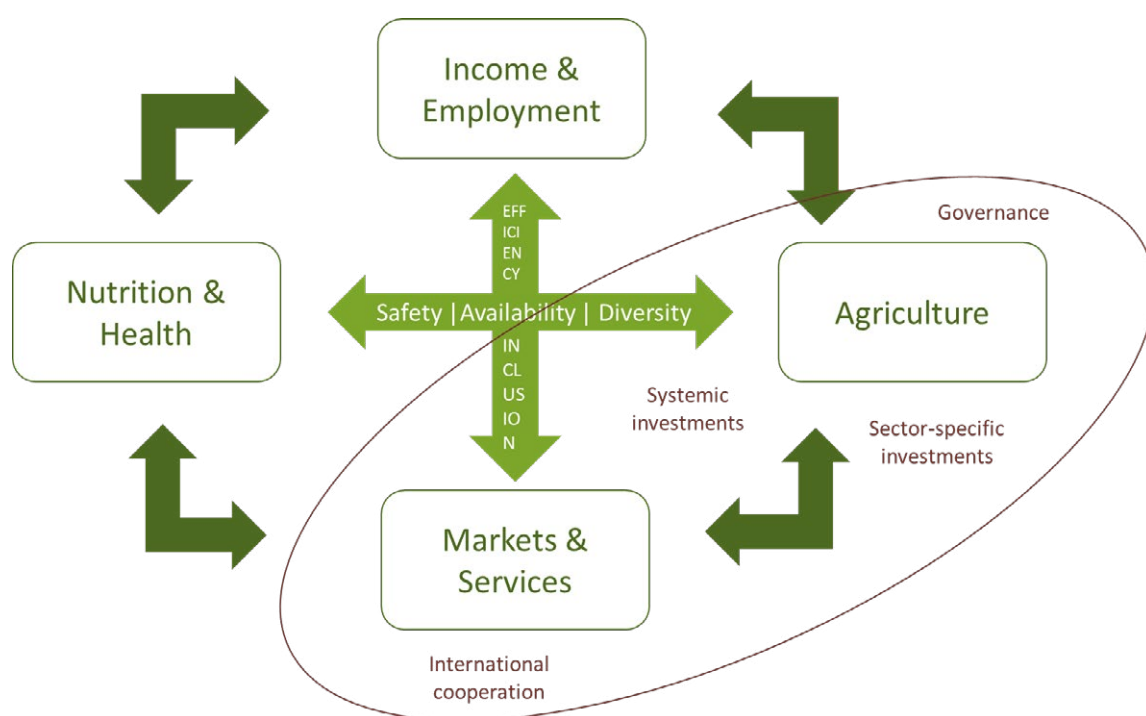 Income &
Employment
Governance
EFF
ICI
EN
CY
Nutrition &
Health
Safety | Availability | Diversity
Agriculture
IN
CL
US
IO
N
Systemic
investments
Sector-specific
investments
Markets &
Services
International
cooperation